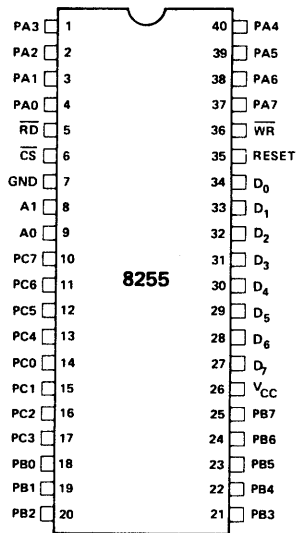 PA3 1 40 PA4
PA2 2 39 PA5
PA1 3 38 PA6
PA0 4 37 PA7
R̅D̅ 5 36 W̅R̅
C̅S̅ 6 35 RESET
GND 7 34 D₀
A1 8 33 D₁
A0 9 32 D₂
PC7 10 31 D₃
8255
PC6 11 30 D₄
PC5 12 29 D₅
PC4 13 28 D₆
PC0 14 27 D₇
PC1 15 26 VCC
PC2 16 25 PB7
PC3 17 24 PB6
PB0 18 23 PB5
PB1 19 22 PB4
PB2 20 21 PB3